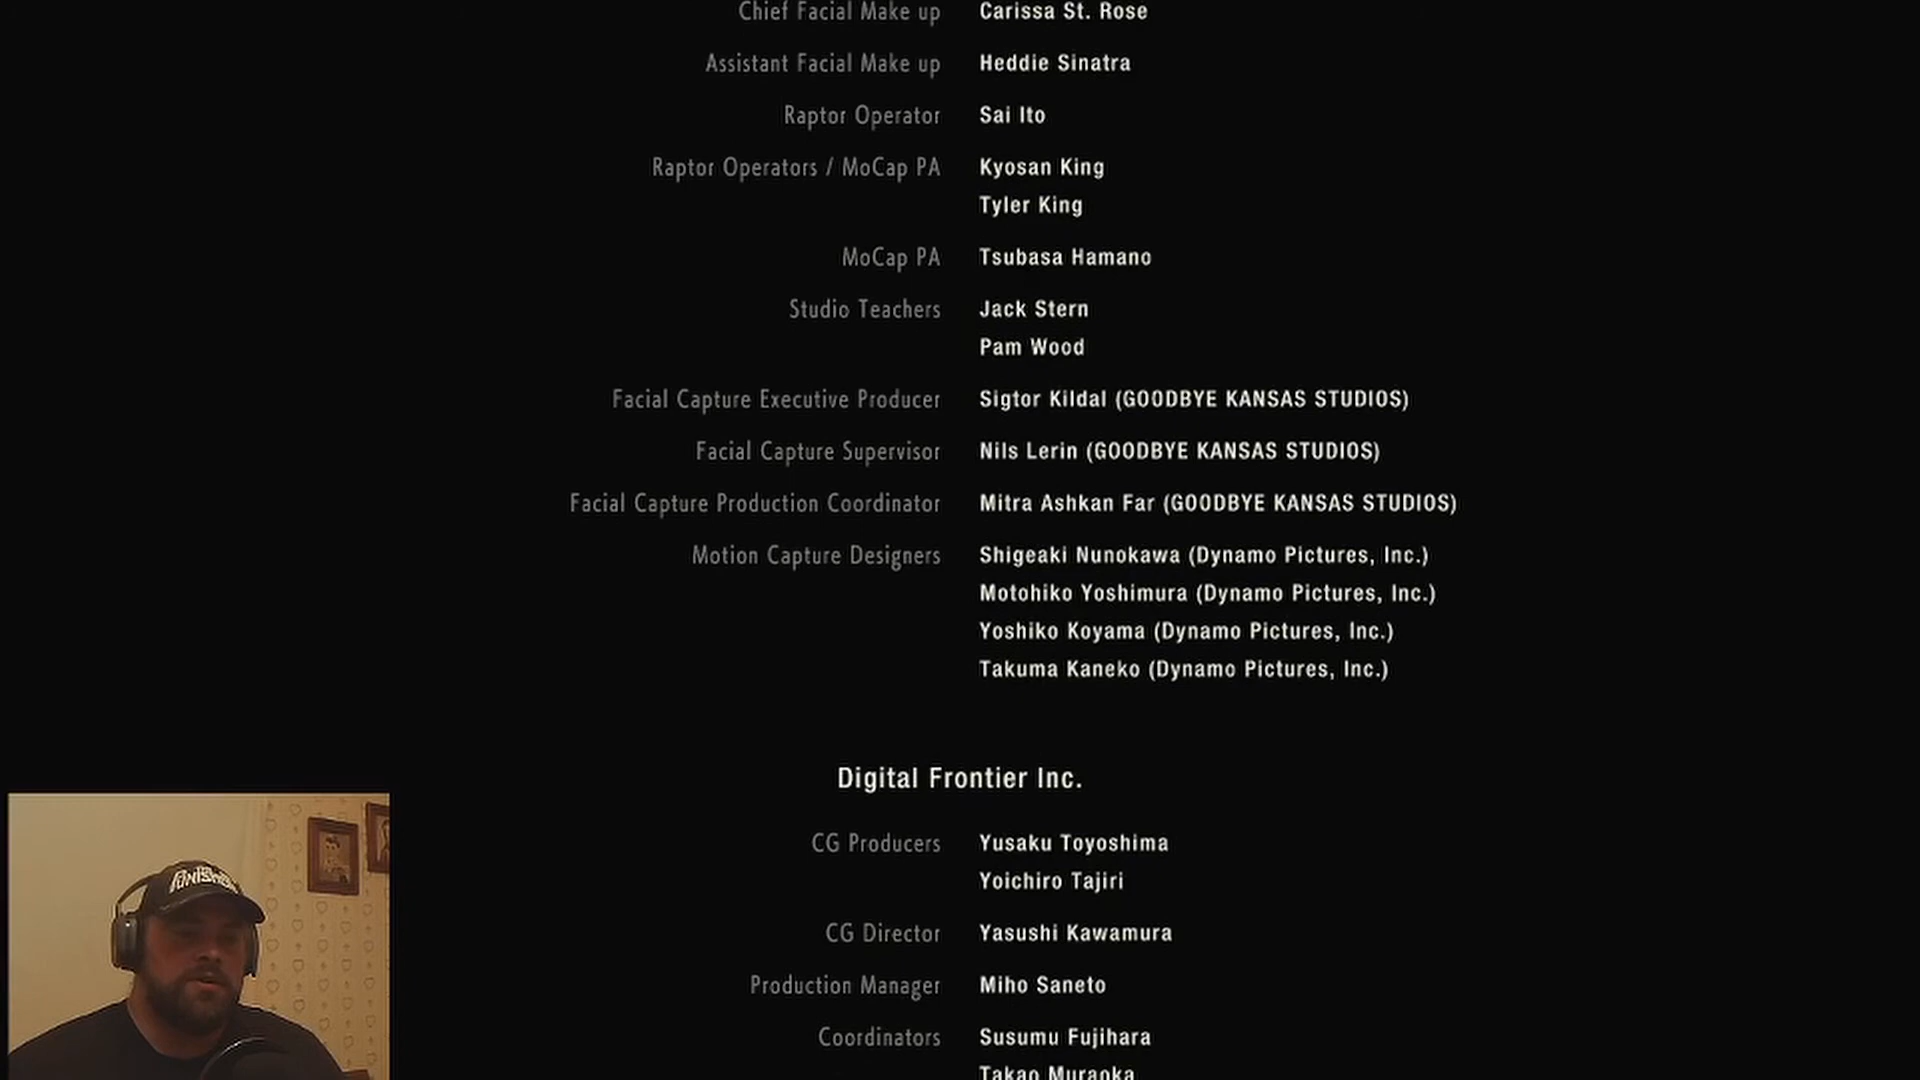 Chief Facial Make up Carissa St. Rose
Assistant Facial Make up Heddie Sinatra
Raptor Operator Sai Ito
Raptor Operators / MoCap PA Kyosan King
Tyler King
MoCap PA Tsubasa Hamano
Studio Teachers Jack Stern
Pam Wood
Facial Capture Executive Producer Sigtor Kildal (GOODBYE KANSAS STUDIOS)
Facial Capture Supervisor Nils Lerin (GOODBYE KANSAS STUDIOS)
Facial Capture Production Coordinator Mitra Ashkan Far (GOODBYE KANSAS STUDIOS)
Motion Capture Designers Shigeaki Nunokawa (Dynamo Pictures, Inc.)
Motohiko Yoshimura (Dynamo Pictures, Inc.)
Yoshiko Koyama (Dynamo Pictures, Inc.)
Takuma Kaneko (Dynamo Pictures, Inc.)
Digital Frontier Inc.
CG Producers Yusaku Toyoshima
Yoichiro Tajiri
CG Director Yasushi Kawamura
Production Manager Miho Saneto
Coordinators Susumu Fujihara
Takao Muraoka
PUNISHER